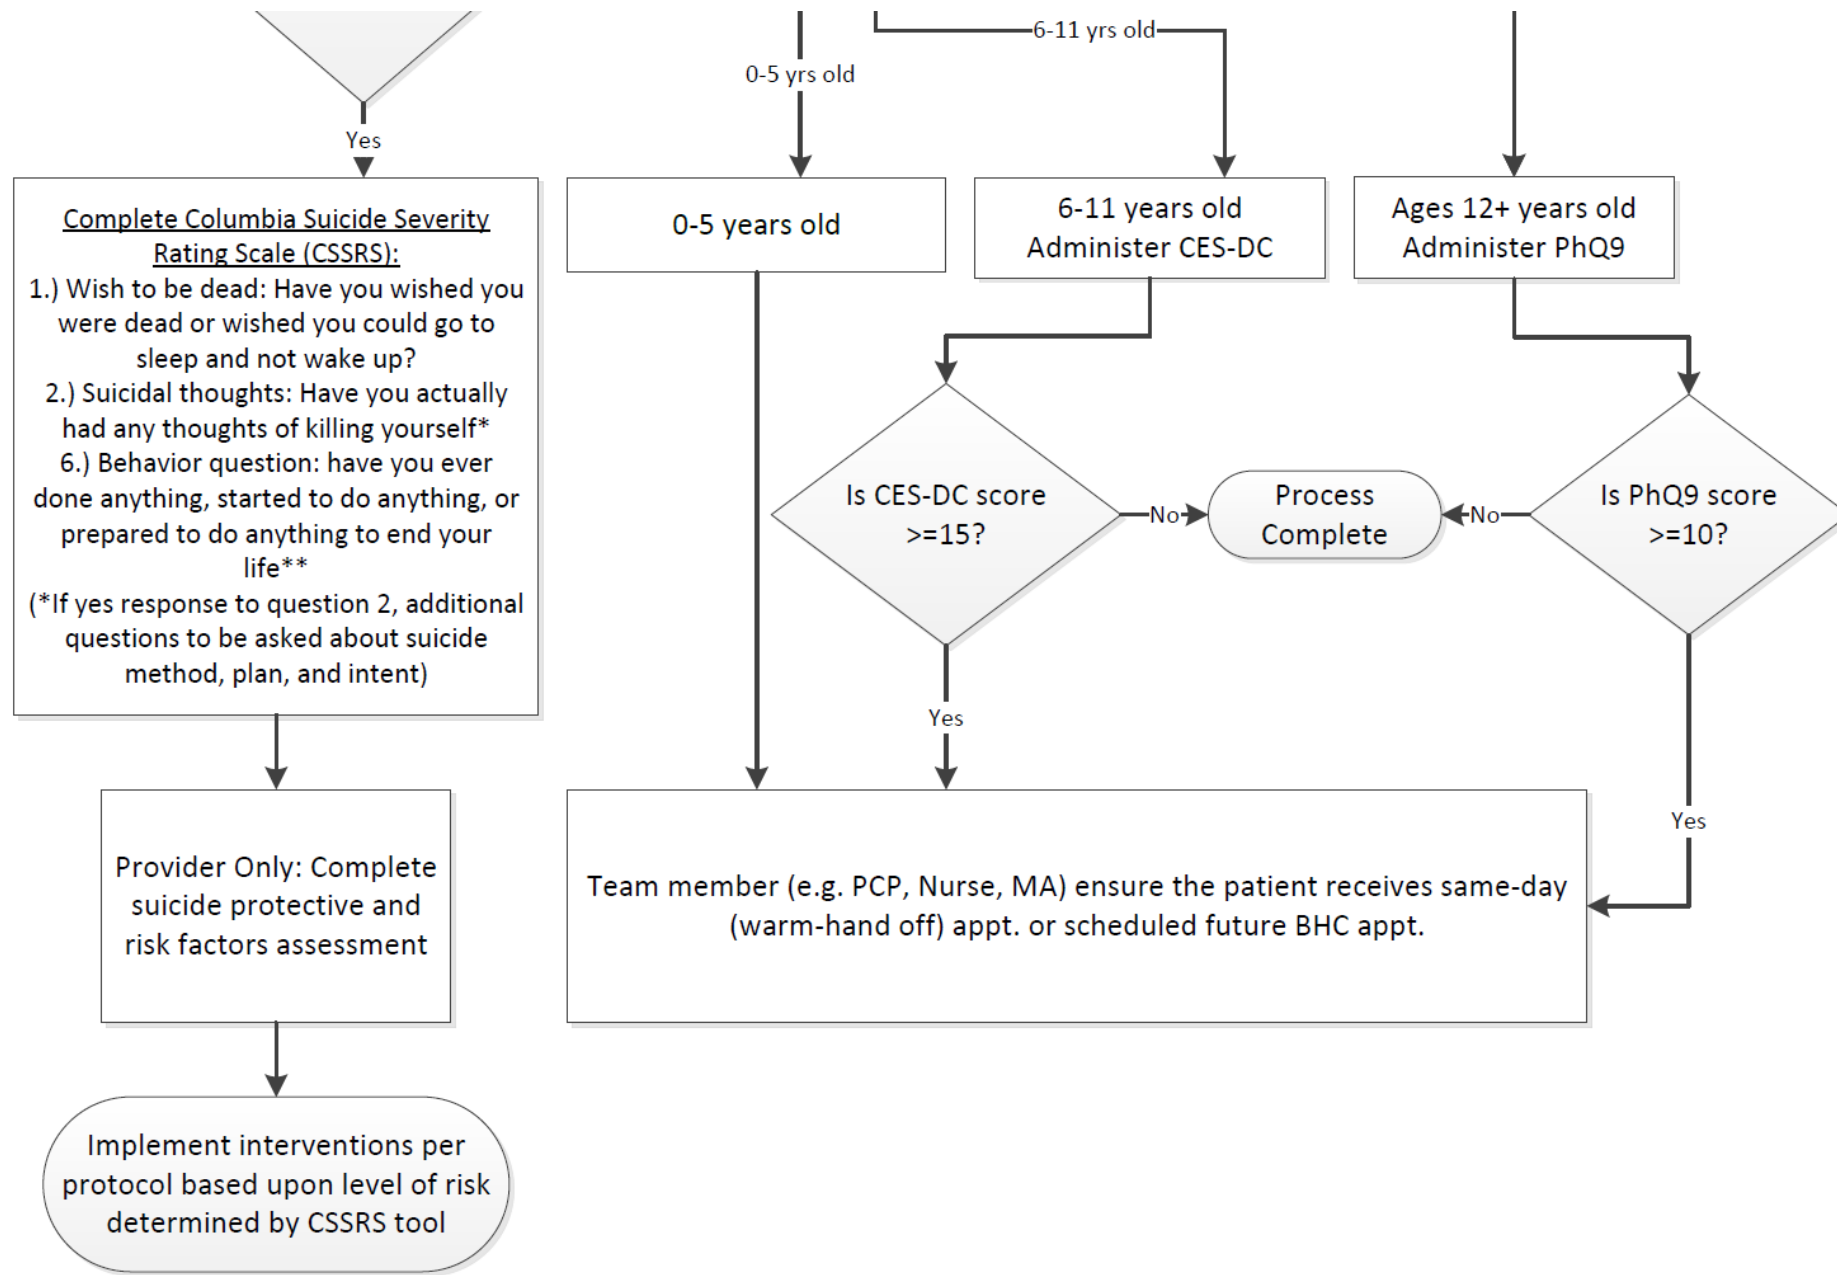 6-11 yrs old
0-5 yrs old
Yes
Complete Columbia Suicide Severity
Rating Scale (CSSRS):
1.) Wish to be dead: Have you wished you
were dead or wished you could go to
sleep and not wake up?
2.) Suicidal thoughts: Have you actually
had any thoughts of killing yourself*
6.) Behavior question: have you ever
done anything, started to do anything, or
prepared to do anything to end your
life**
(*If yes response to question 2, additional
questions to be asked about suicide
method, plan, and intent)
0-5 years old
6-11 years old
Administer CES-DC
Ages 12+ years old
Administer PhQ9
Is CES-DC score
>=15?
No
Process
Complete
No
Is PhQ9 score
>=10?
Yes
Yes
Provider Only: Complete
suicide protective and
risk factors assessment
Team member (e.g. PCP, Nurse, MA) ensure the patient receives same-day
(warm-hand off) appt. or scheduled future BHC appt.
Implement interventions per
protocol based upon level of risk
determined by CSSRS tool